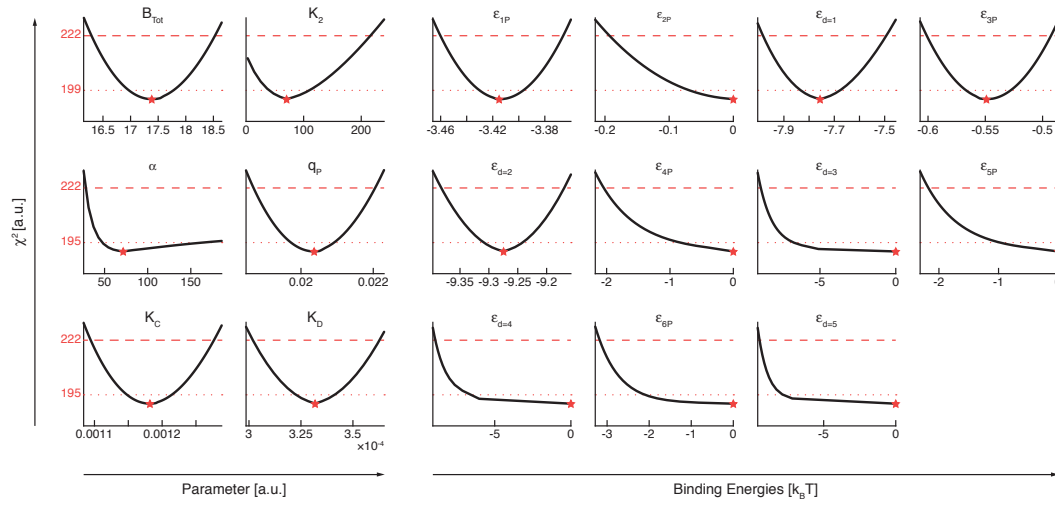 B_Tot K_2 ε_1P ε_2P ε_d=1 ε_3P
222
199
16.5 17 17.5 18 18.5 0 100 200 -3.46 -3.42 -3.38 -0.2 -0.1 0 -7.9 -7.7 -7.5 -0.6 -0.55 -0.5
α q_P ε_d=2 ε_4P ε_d=3 ε_5P
222
195
50 100 150 0.02 0.022 -9.35 -9.3 -9.25 -9.2 -2 -1 0 -5 0 -2 -1 0
K_C K_D ε_d=4 ε_6P ε_d=5
222
195
0.0011 0.0012 3 3.25 3.5 -5 0 -3 -2 -1 0 -5 0
×10^-4
χ² [a.u.]
Parameter [a.u.] Binding Energies [k_BT]